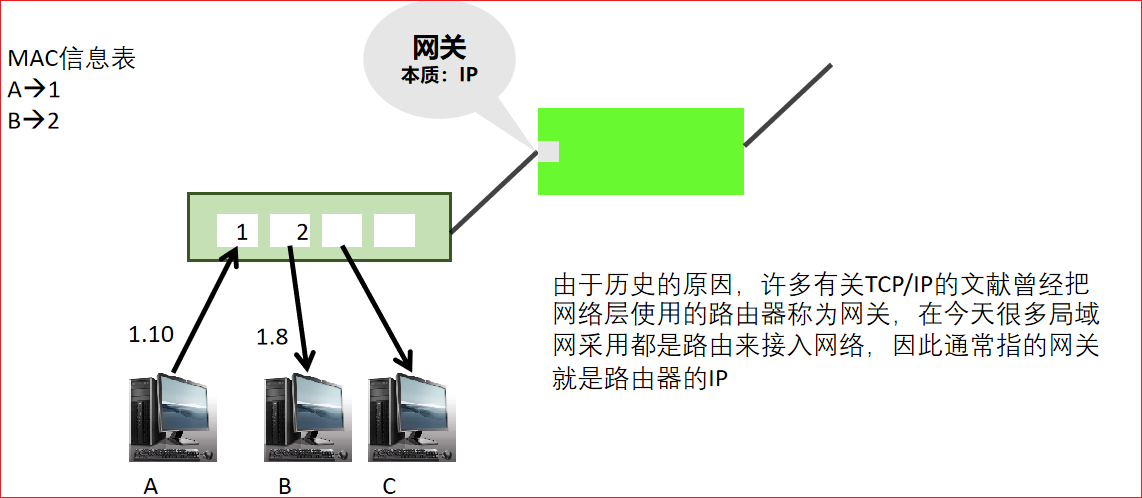 MAC信息表
A→1
B→2
网关
本质：IP
1
2
1.10
1.8
A
B
C
由于历史的原因，许多有关TCP/IP的文献曾经把
网络层使用的路由器称为网关，在今天很多局域
网采用都是路由来接入网络，因此通常指的网关
就是路由器的IP